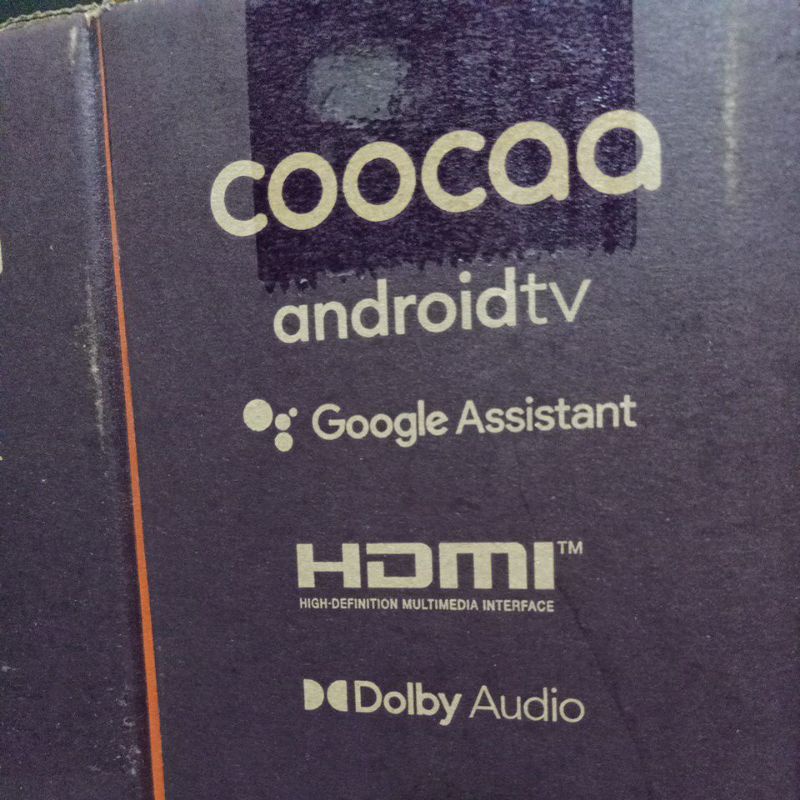 coocaa
androidtv
Google Assistant
HDMI™
HIGH-DEFINITION MULTIMEDIA INTERFACE
Dolby Audio